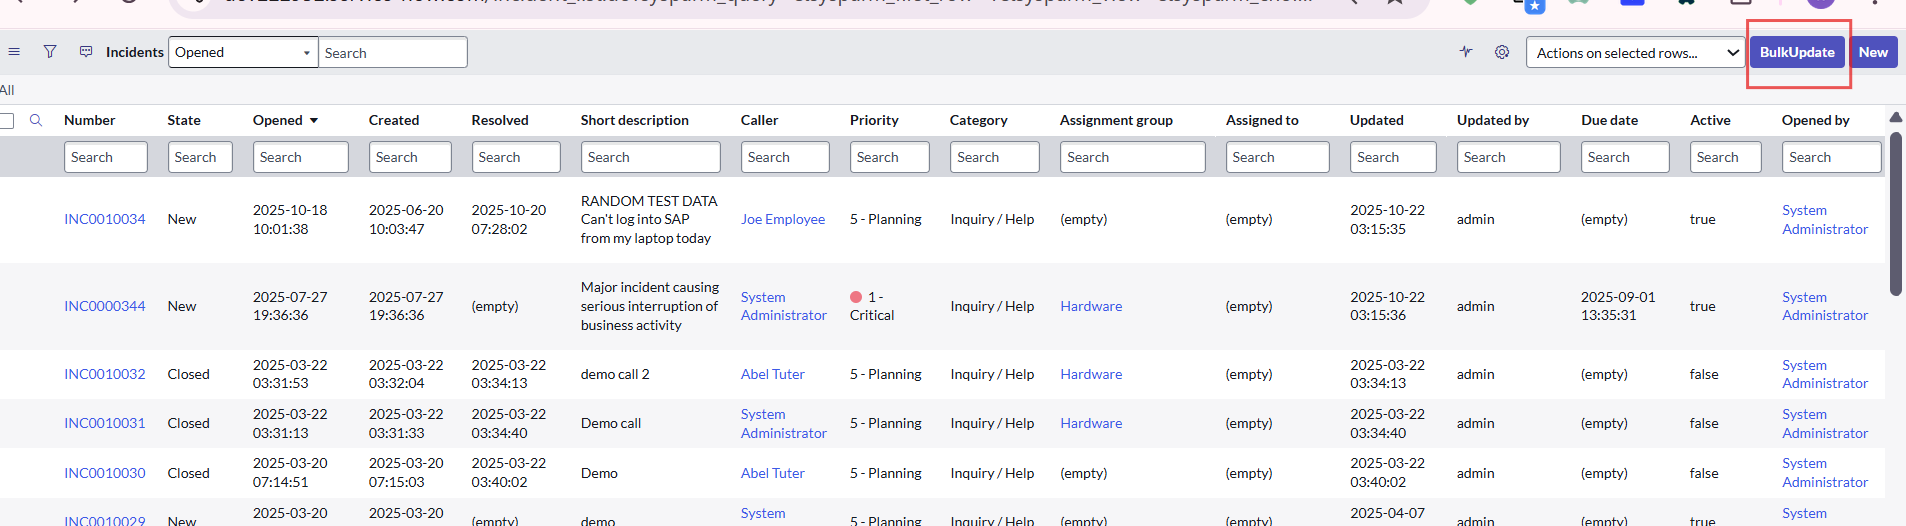 Incidents Opened Search Actions on selected rows... BulkUpdate New
All
Number State Opened Created Resolved Short description Caller Priority Category Assignment group Assigned to Updated Updated by Due date Active Opened by
Search Search Search Search Search Search Search Search Search Search Search Search Search Search Search Search
INC0010034 New 2025-10-18 10:01:38 2025-06-20 10:03:47 2025-10-20 07:28:02 RANDOM TEST DATA Can't log into SAP from my laptop today Joe Employee 5 - Planning Inquiry / Help (empty) (empty) 2025-10-22 03:15:35 admin (empty) true System Administrator
INC0000344 New 2025-07-27 19:36:36 2025-07-27 19:36:36 (empty) Major incident causing serious interruption of business activity System Administrator 1 - Critical Inquiry / Help Hardware (empty) 2025-10-22 03:15:36 admin 2025-09-01 13:35:31 true System Administrator
INC0010032 Closed 2025-03-22 03:31:53 2025-03-22 03:32:04 2025-03-22 03:34:13 demo call 2 Abel Tuter 5 - Planning Inquiry / Help Hardware (empty) 2025-03-22 03:34:13 admin (empty) false System Administrator
INC0010031 Closed 2025-03-22 03:31:13 2025-03-22 03:31:33 2025-03-22 03:34:40 Demo call System Administrator 5 - Planning Inquiry / Help Hardware (empty) 2025-03-22 03:34:40 admin (empty) false System Administrator
INC0010030 Closed 2025-03-20 07:14:51 2025-03-20 07:15:03 2025-03-22 03:40:02 Demo Abel Tuter 5 - Planning Inquiry / Help (empty) (empty) 2025-03-22 03:40:02 admin (empty) false System Administrator
INC0010029 New 2025-03-20 2025-03-20 (empty) demo System 5 - Planning Inquiry / Help (empty) (empty) 2025-04-07 admin (empty) true System